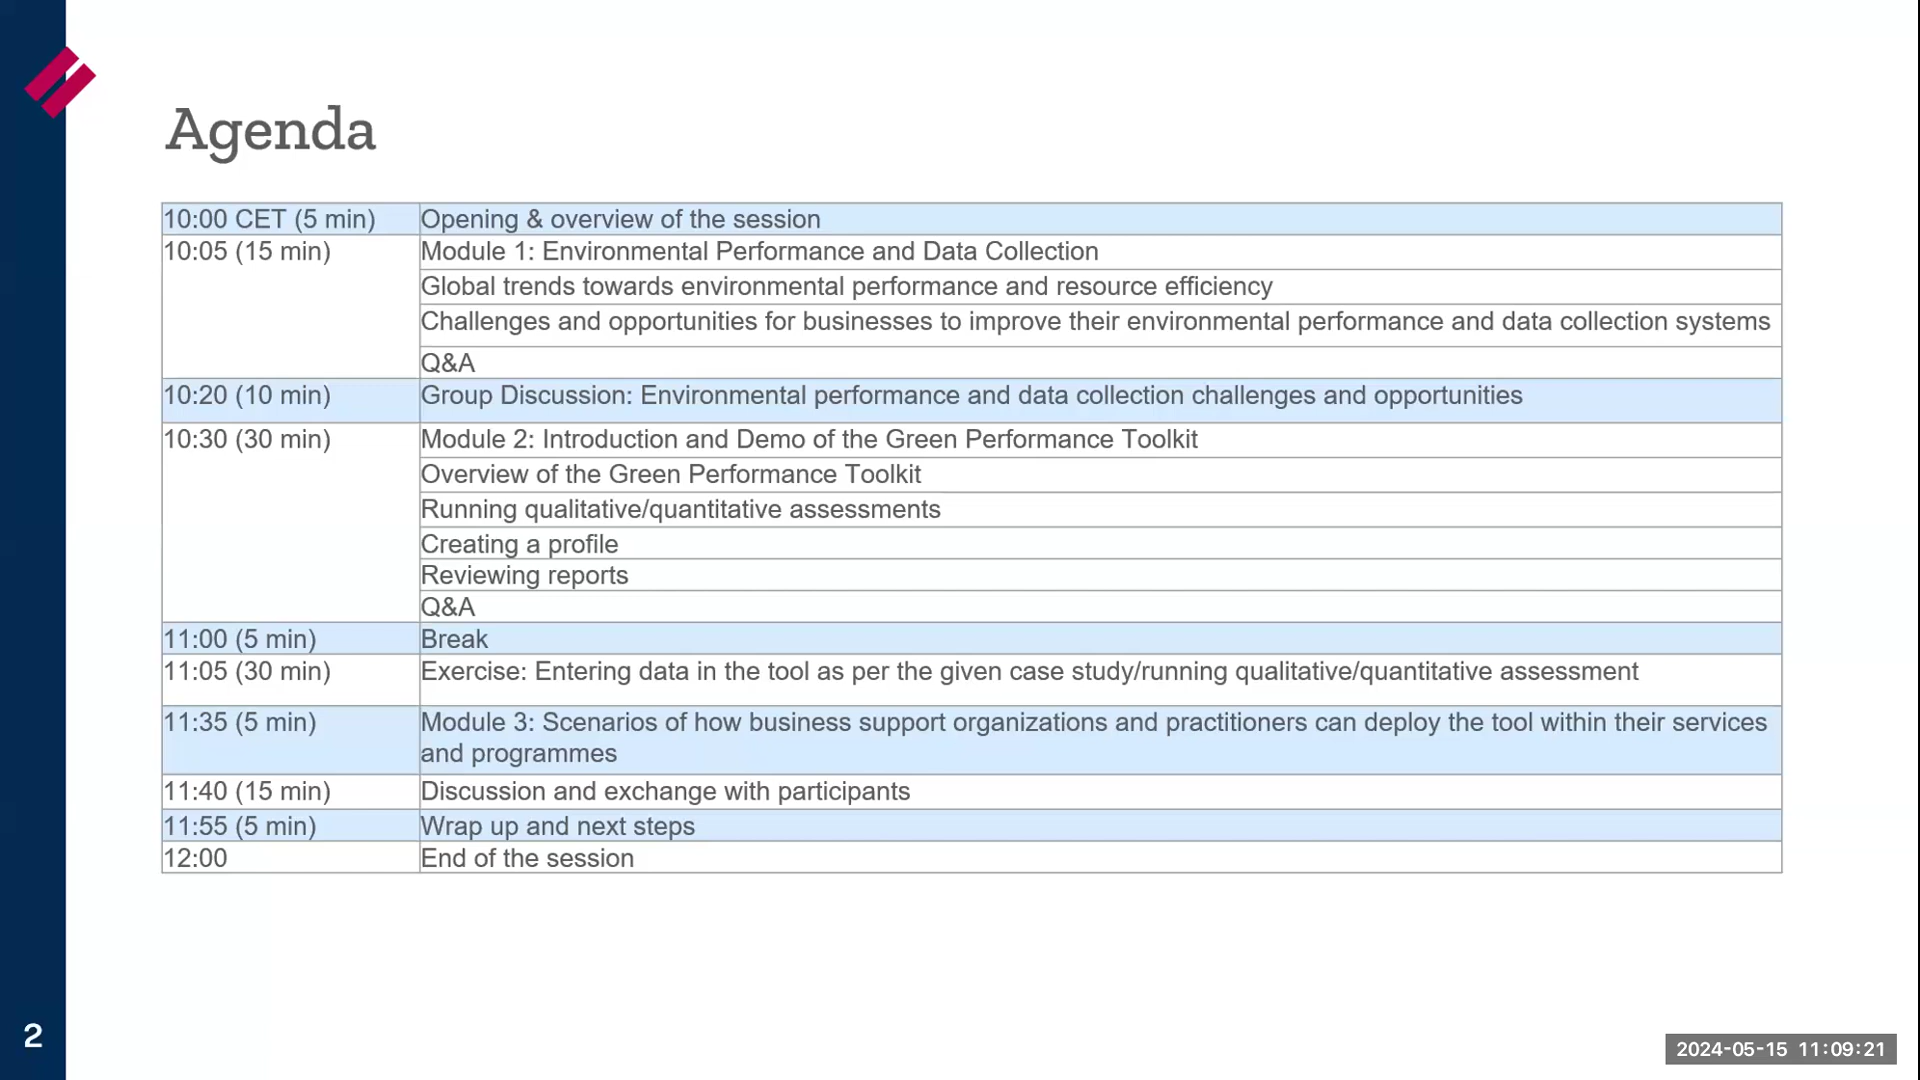 Agenda
10:00 CET (5 min) Opening & overview of the session
10:05 (15 min) Module 1: Environmental Performance and Data Collection
Global trends towards environmental performance and resource efficiency
Challenges and opportunities for businesses to improve their environmental performance and data collection systems
Q&A
10:20 (10 min) Group Discussion: Environmental performance and data collection challenges and opportunities
10:30 (30 min) Module 2: Introduction and Demo of the Green Performance Toolkit
Overview of the Green Performance Toolkit
Running qualitative/quantitative assessments
Creating a profile
Reviewing reports
Q&A
11:00 (5 min) Break
11:05 (30 min) Exercise: Entering data in the tool as per the given case study/running qualitative/quantitative assessment
11:35 (5 min) Module 3: Scenarios of how business support organizations and practitioners can deploy the tool within their services
and programmes
11:40 (15 min) Discussion and exchange with participants
11:55 (5 min) Wrap up and next steps
12:00 End of the session
2
2024-05-15 11:09:21